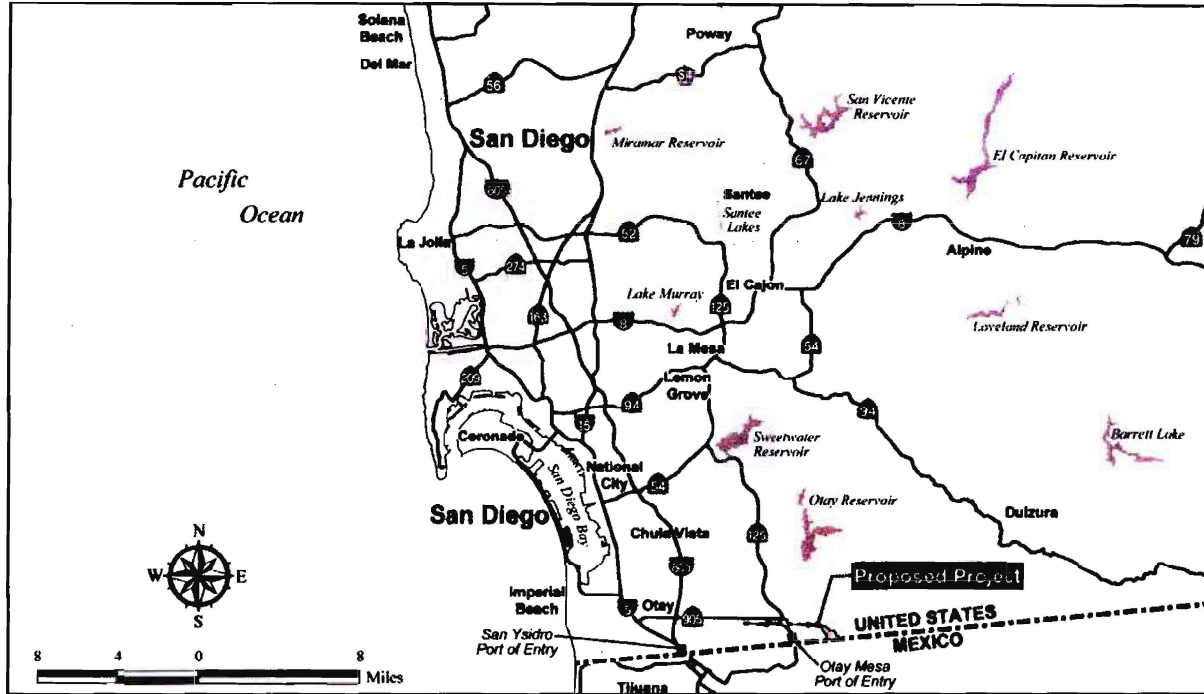 Solana
Beach
Del Mar
Poway
56
San Diego
Miramar Reservoir
San Vicente
Reservoir
El Capitan Reservoir
67
Pacific
Ocean
805
Santee
Santee
Lakes
Lake Jennings
8
79
La Jolla
52
Alpine
5
274
El Cajon
Lake Murray
125
163
8
Loveland Reservoir
La Mesa
54
Lemon
Grove
94
94
15
Coronado
Sweetwater
Reservoir
Barrett Lake
National
City
54
San Diego Bay
Otay Reservoir
San Diego
Chula Vista
Dulzura
125
805
N
W
E
S
Proposed Project
Imperial
Beach
5
Otay
905
UNITED STATES
MEXICO
San Ysidro
Port of Entry
Otay Mesa
Port of Entry
8
4
0
8
Miles
Tijuana